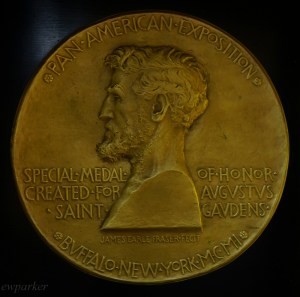 PAN·AMERICAN·EXPOSITION
SPECIAL·MEDAL· OF·HONOR·
CREATED·FOR AVGVSTVS
·SAINT· GAVDENS·
JAMES·EARLE·FRASER·FECIT
BVFFALO·NEW·YORK·MCMI
ewparker